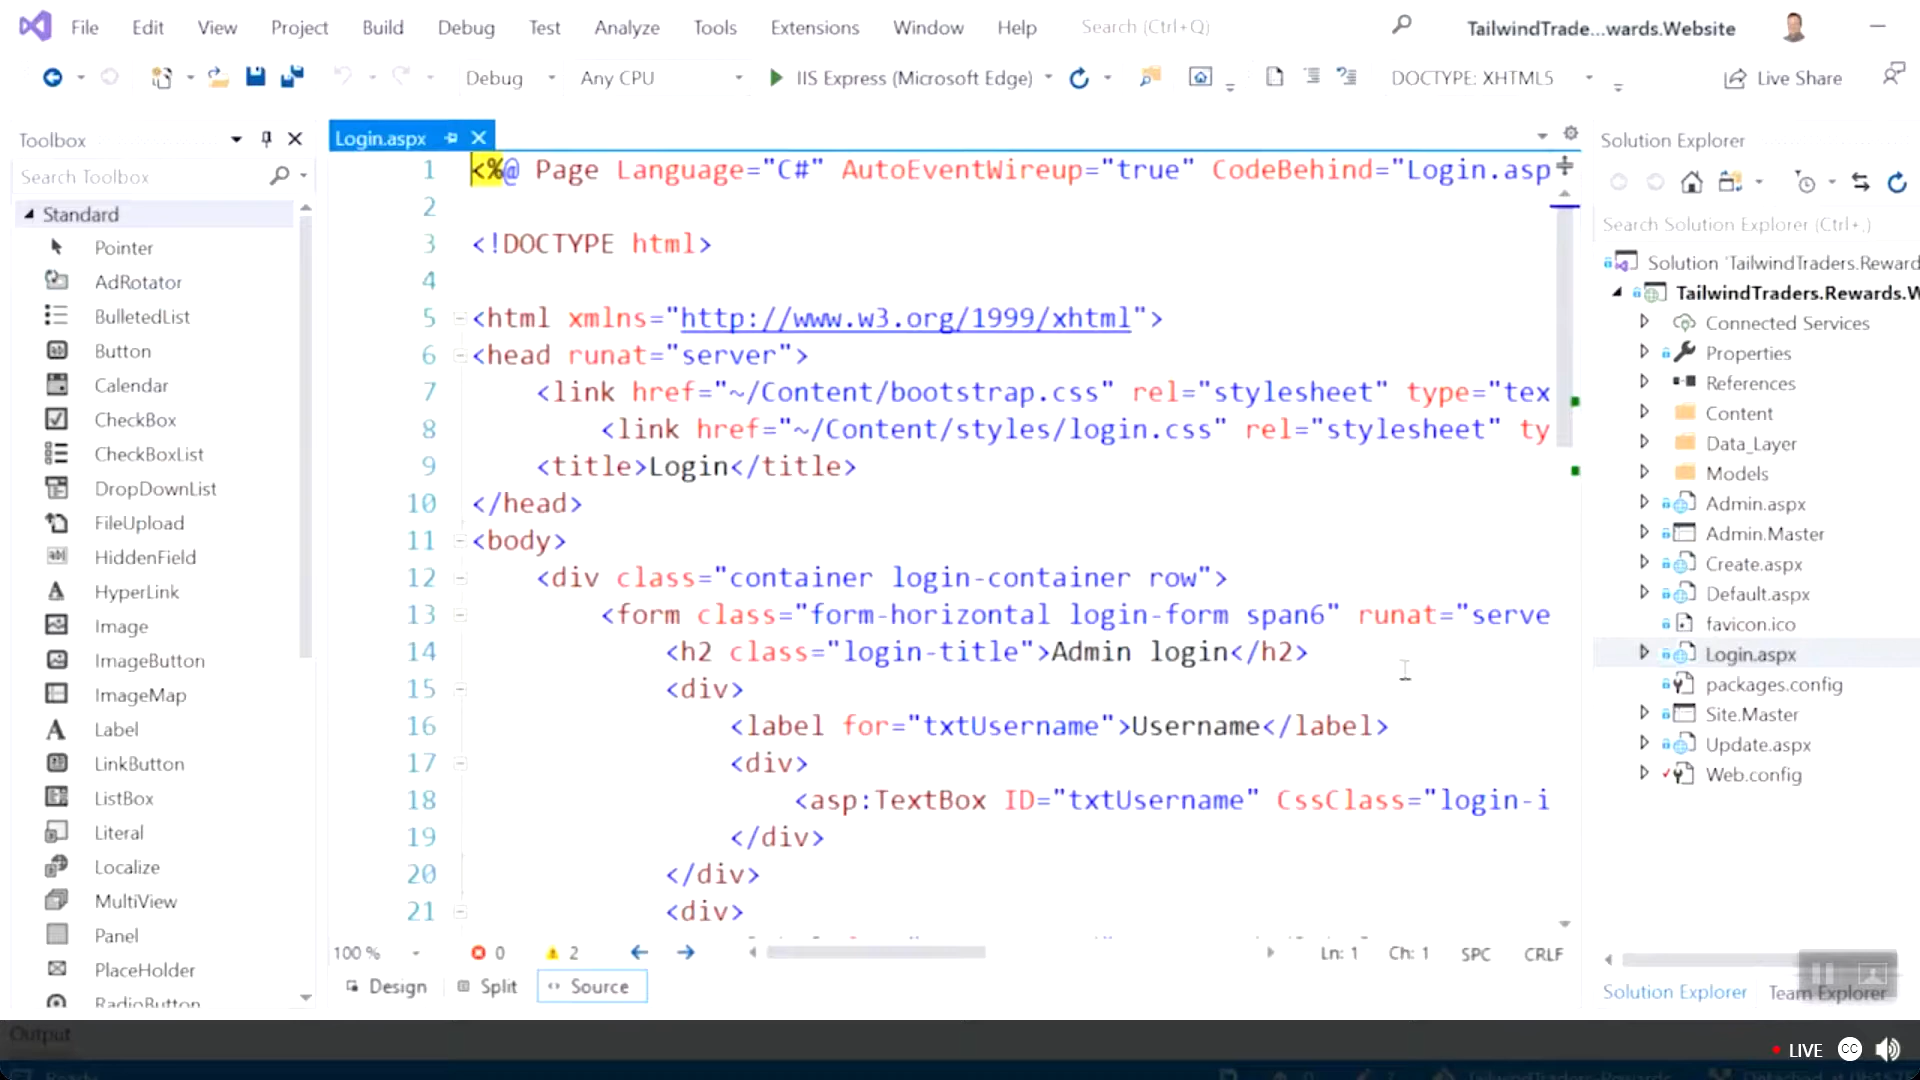 File Edit View Project Build Debug Test Analyze Tools Extensions Window Help Search (Ctrl+Q) TailwindTrade...wards.Website
Debug Any CPU IIS Express (Microsoft Edge) DOCTYPE: XHTML5 Live Share
Toolbox
Search Toolbox
Standard
Pointer
AdRotator
BulletedList
Button
Calendar
CheckBox
CheckBoxList
DropDownList
FileUpload
HiddenField
HyperLink
Image
ImageButton
ImageMap
Label
LinkButton
ListBox
Literal
Localize
MultiView
Panel
PlaceHolder
RadioButton
Login.aspx
1 <%@ Page Language="C#" AutoEventWireup="true" CodeBehind="Login.asp
2
3 <!DOCTYPE html>
4
5 <html xmlns="http://www.w3.org/1999/xhtml">
6 <head runat="server">
7 <link href="~/Content/bootstrap.css" rel="stylesheet" type="tex
8 <link href="~/Content/styles/login.css" rel="stylesheet" ty
9 <title>Login</title>
10 </head>
11 <body>
12 <div class="container login-container row">
13 <form class="form-horizontal login-form span6" runat="serve
14 <h2 class="login-title">Admin login</h2>
15 <div>
16 <label for="txtUsername">Username</label>
17 <div>
18 <asp:TextBox ID="txtUsername" CssClass="login-i
19 </div>
20 </div>
21 <div>
100 % 0 2 Ln: 1 Ch: 1 SPC CRLF
Design Split Source
Solution Explorer
Search Solution Explorer (Ctrl+;)
Solution 'TailwindTraders.Reward
TailwindTraders.Rewards.W
Connected Services
Properties
References
Content
Data_Layer
Models
Admin.aspx
Admin.Master
Create.aspx
Default.aspx
favicon.ico
Login.aspx
packages.config
Site.Master
Update.aspx
Web.config
Solution Explorer Team Explorer
Output
LIVE CC
Ready